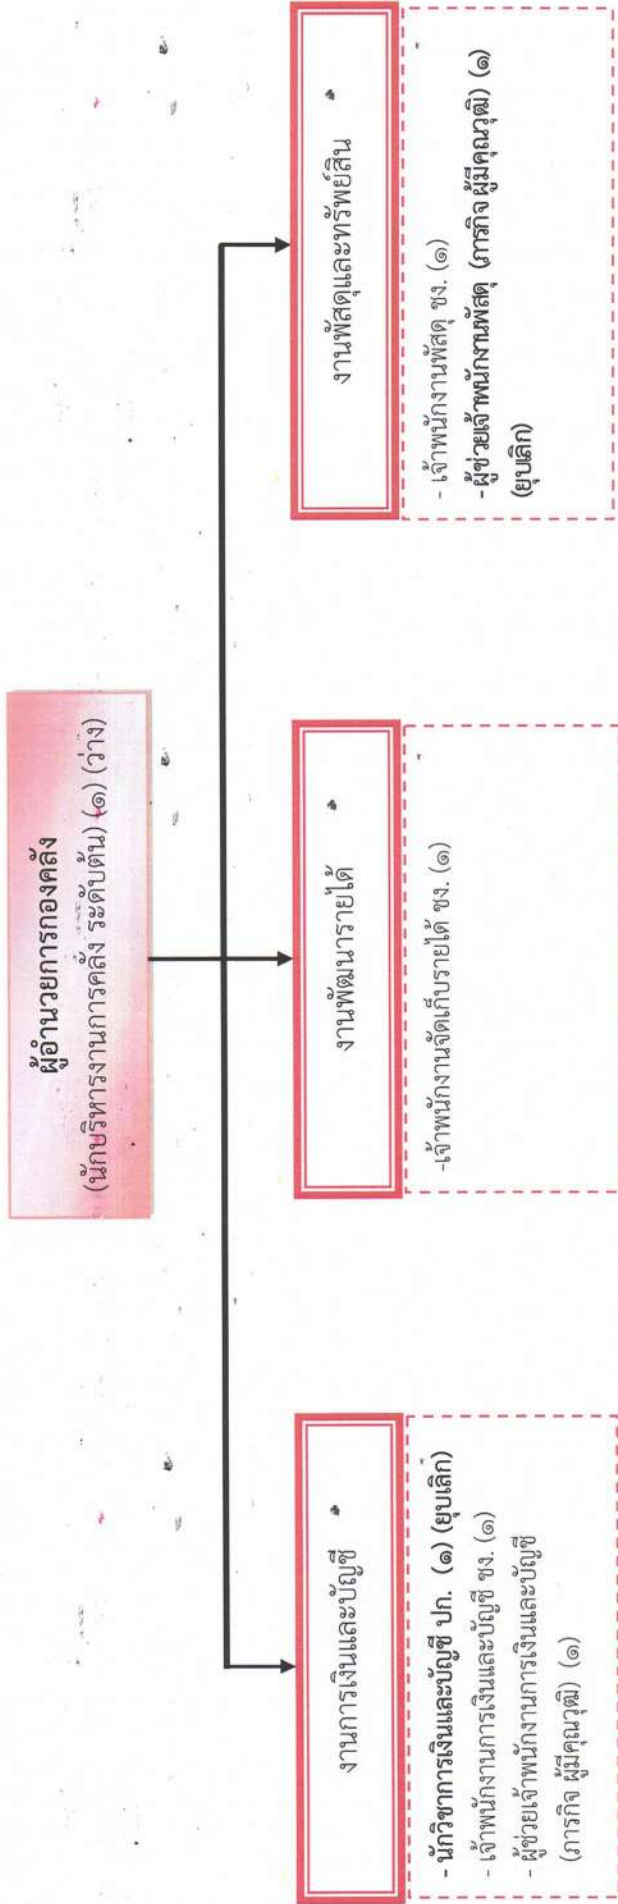 ผู้อำนวยการกองคลัง
(นักบริหารงานการคลัง ระดับต้น) (๑) (ว่าง)
งานการเงินและบัญชี
- นักวิชาการเงินและบัญชี ปก. (๑) (ยุบเลิก)
- เจ้าพนักงานการเงินและบัญชี ชง. (๑)
- ผู้ช่วยเจ้าพนักงานการเงินและบัญชี
(ภารกิจ ผู้มีคุณวุฒิ) (๑)
งานพัฒนารายได้
-เจ้าพนักงานจัดเก็บรายได้ ชง. (๑)
งานพัสดุและทรัพย์สิน
- เจ้าพนักงานพัสดุ ชง. (๑)
-ผู้ช่วยเจ้าพนักงานพัสดุ (ภารกิจ ผู้มีคุณวุฒิ) (๑)
(ยุบเลิก)